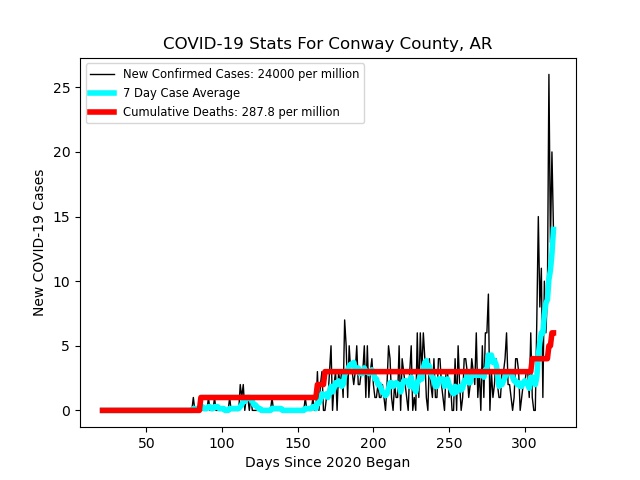 COVID-19 Stats For Conway County, AR
New Confirmed Cases: 24000 per million
7 Day Case Average
Cumulative Deaths: 287.8 per million
New COVID-19 Cases
25
20
15
10
5
0
50 100 150 200 250 300
Days Since 2020 Began